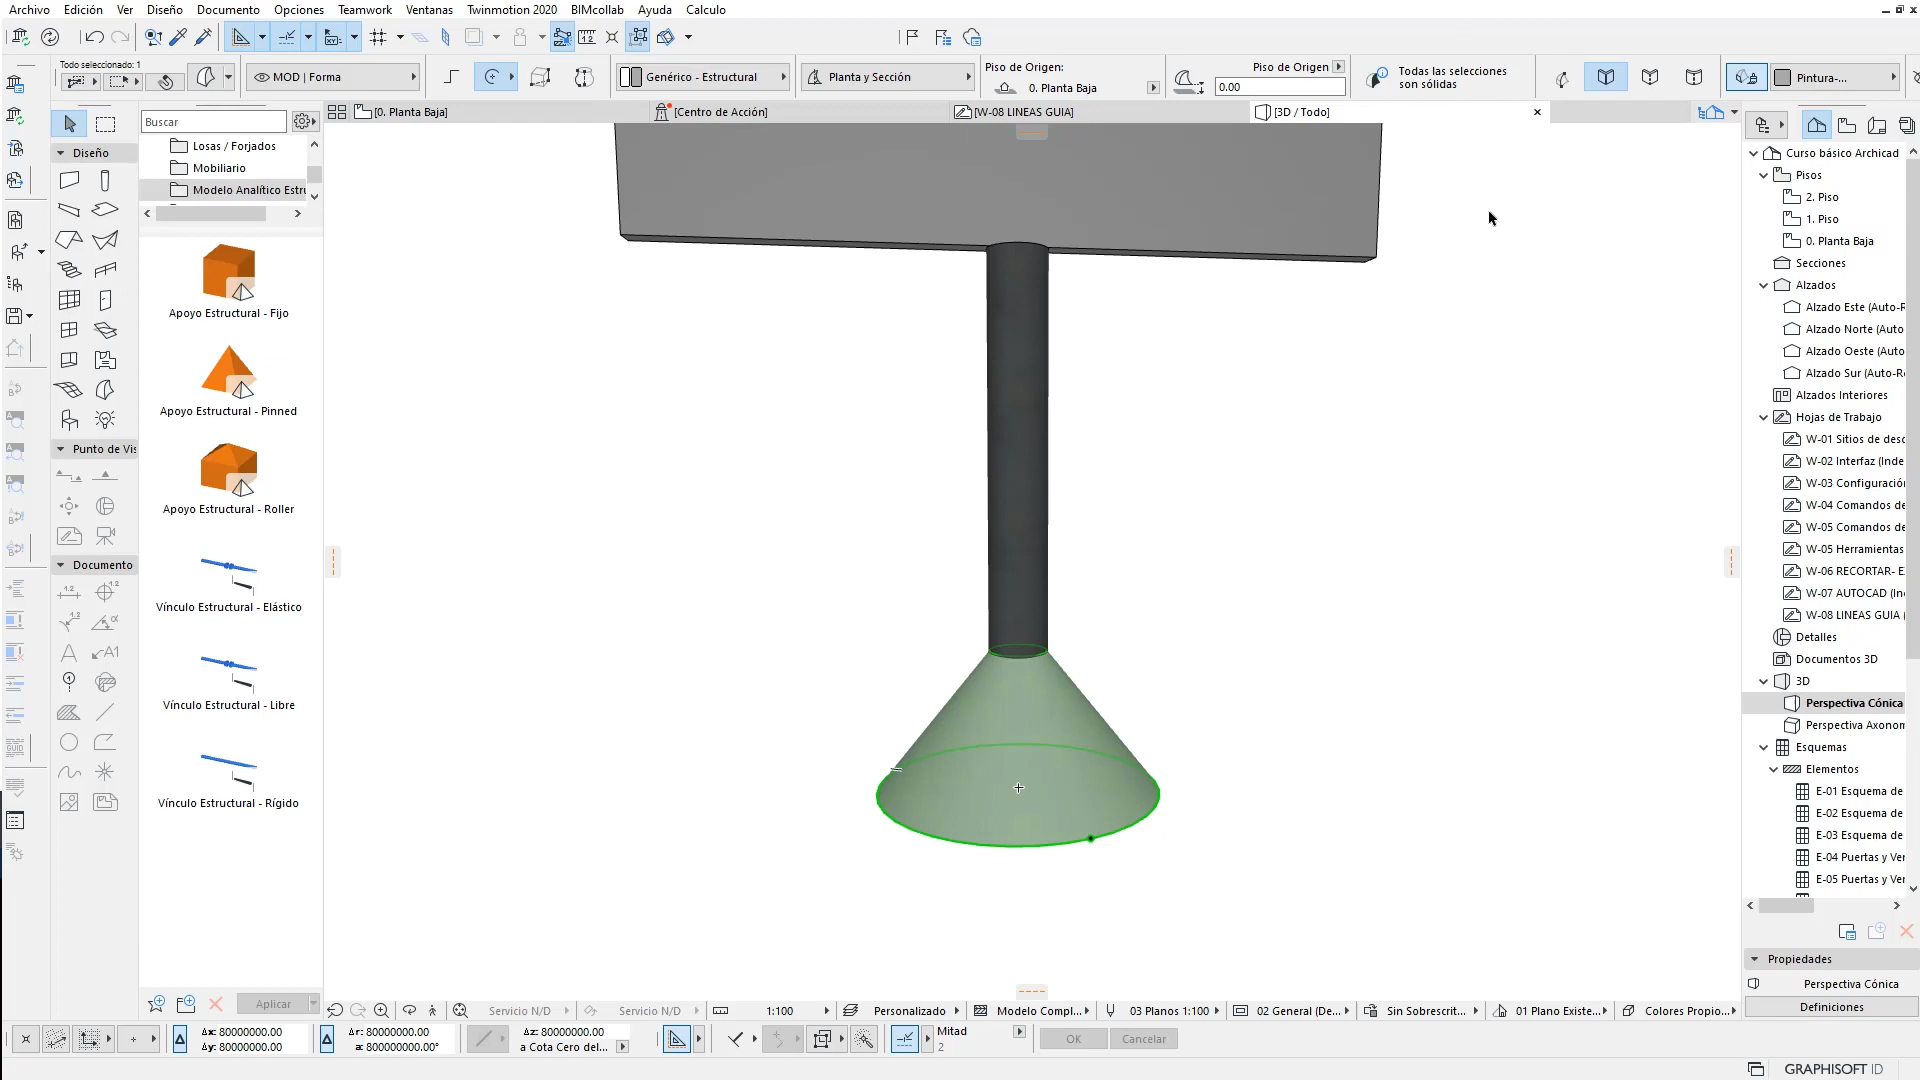 Archivo Edición Ver Diseño Documento Opciones Teamwork Ventanas Twinmotion 2020 BIMcollab Ayuda Calculo
Todo seleccionado: 1
MOD | Forma
Genérico - Estructural
Planta y Sección
Piso de Origen:
0. Planta Baja
Piso de Origen
0.00
Todas las selecciones
son sólidas
Pintura-...
[0. Planta Baja]
[Centro de Acción]
[W-08 LINEAS GUIA]
[3D / Todo]
Buscar
Diseño
Losas / Forjados
Mobiliario
Modelo Analítico Estru
Apoyo Estructural - Fijo
Apoyo Estructural - Pinned
Apoyo Estructural - Roller
Vínculo Estructural - Elástico
Vínculo Estructural - Libre
Vínculo Estructural - Rígido
Punto de Vis
Documento
Aplicar
Curso básico Archicad
Pisos
2. Piso
1. Piso
0. Planta Baja
Secciones
Alzados
Alzado Este (Auto-R
Alzado Norte (Auto
Alzado Oeste (Auto
Alzado Sur (Auto-Re
Alzados Interiores
Hojas de Trabajo
W-01 Sitios de desc
W-02 Interfaz (Inde
W-03 Configuració
W-04 Comandos de
W-05 Comandos de
W-05 Herramientas
W-06 RECORTAR- E
W-07 AUTOCAD (In
W-08 LINEAS GUIA (
Detalles
Documentos 3D
3D
Perspectiva Cónica
Perspectiva Axonom
Esquemas
Elementos
E-01 Esquema de
E-02 Esquema de
E-03 Esquema de
E-04 Puertas y Ver
E-05 Puertas y Ver
Propiedades
Perspectiva Cónica
Definiciones
Servicio N/D
Servicio N/D
1:100
Personalizado
Modelo Compl...
03 Planos 1:100
02 General (De...
Sin Sobrescrit...
01 Plano Existe...
Colores Propio...
Δx: 80000000.00
Δy: 80000000.00
Δr: 80000000.00
a: 800000000.00°
Δz: 80000000.00
a Cota Cero del...
Mitad
2
OK
Cancelar
GRAPHISOFT ID